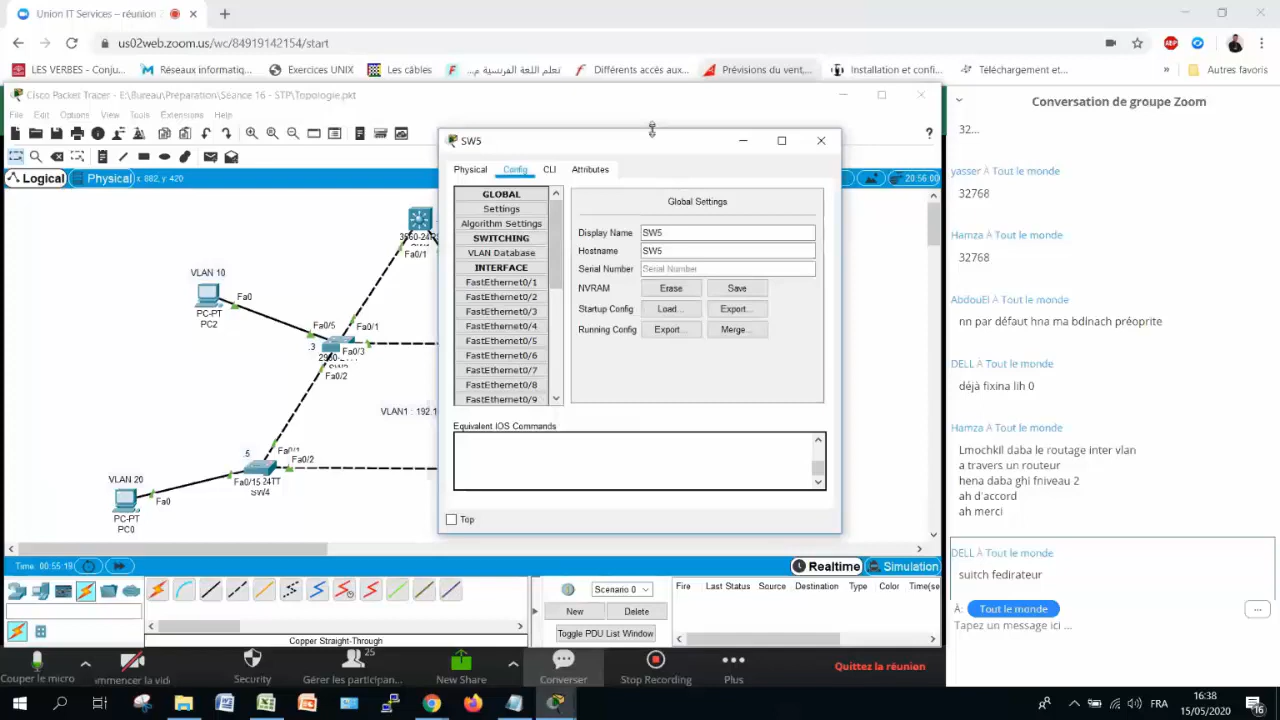 Union IT Services – réunion Z
us02web.zoom.us/wc/84919142154/start
ABP
LES VERBES - Conju...
Réseaux informatiq...
Exercices UNIX
Les câbles
تعلم اللغة الفرنسية م...
Différents accès aux...
Prévisions du vent,...
Installation et confi...
Téléchargement et...
»
Autres favoris
Cisco Packet Tracer - E:\Bureau\Préparation\Séance 16 - STP\Topologie.pkt
File Edit Options View Tools Extensions Help
?
Logical
Physical
x: 882, y: 420
20:56:00
VLAN 10
PC-PT
PC2
Fa0
Fa0/5
Fa0/1
.3
Fa0/3
Fa0/2
Fa0/1
VLAN1 : 192.1
.5
Fa0/1
Fa0/2
Fa0/15
24TT
SW4
VLAN 20
Fa0
PC-PT
PC0
SW5
Physical Config CLI Attributes
GLOBAL
Settings
Algorithm Settings
SWITCHING
VLAN Database
INTERFACE
FastEthernet0/1
FastEthernet0/2
FastEthernet0/3
FastEthernet0/4
FastEthernet0/5
FastEthernet0/6
FastEthernet0/7
FastEthernet0/8
FastEthernet0/9
Global Settings
Display Name SW5
Hostname SW5
Serial Number Serial Number
NVRAM Erase Save
Startup Config Load... Export...
Running Config Export... Merge...
Equivalent IOS Commands
Top
Time: 00:55:19
Realtime
Simulation
Scenario 0
New
Delete
Toggle PDU List Window
Fire Last Status Source Destination Type Color Time(se
Copper Straight-Through
Conversation de groupe Zoom
32...
yasser À Tout le monde
32768
Hamza À Tout le monde
32768
AbdouEl À Tout le monde
nn par défaut hna ma bdinach préoprite
DELL À Tout le monde
déjà fixina lih 0
Hamza À Tout le monde
Lmochkil daba le routage inter vlan
a travers un routeur
hena daba ghi fniveau 2
ah d'accord
ah merci
DELL À Tout le monde
suitch fedirateur
À: Tout le monde
...
Tapez un message ici ...
Couper le micro
mmencer la vid
Security
25
Gérer les participan...
New Share
Converser
Stop Recording
Plus
Quittez la réunion
FRA
16:38
15/05/2020
16